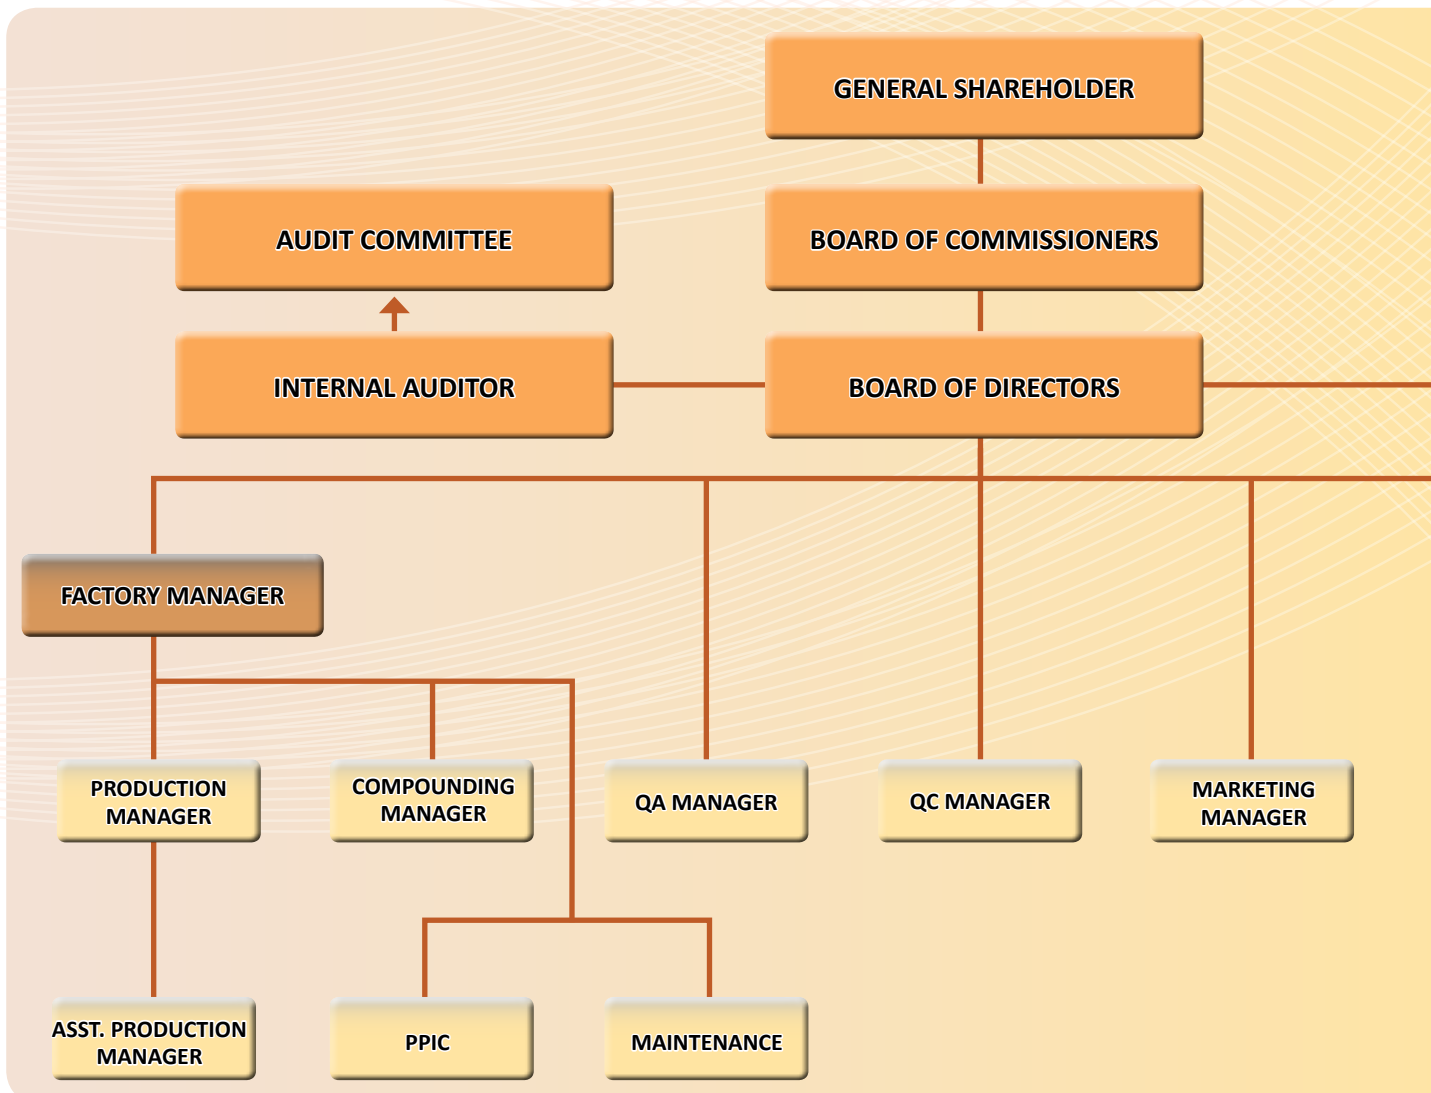 GENERAL SHAREHOLDER
AUDIT COMMITTEE
BOARD OF COMMISSIONERS
INTERNAL AUDITOR
BOARD OF DIRECTORS
FACTORY MANAGER
PRODUCTION
MANAGER
COMPOUNDING
MANAGER
QA MANAGER
QC MANAGER
MARKETING
MANAGER
ASST. PRODUCTION
MANAGER
PPIC
MAINTENANCE